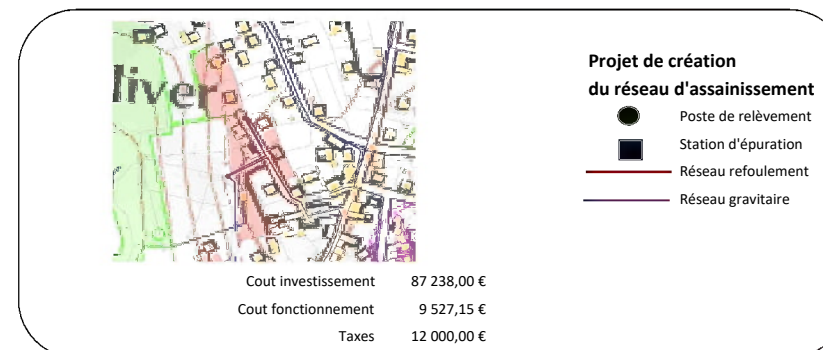 liver
Projet de création
du réseau d'assainissement
Poste de relèvement
Station d'épuration
Réseau refoulement
Réseau gravitaire
Cout investissement 87 238,00 €
Cout fonctionnement 9 527,15 €
Taxes 12 000,00 €